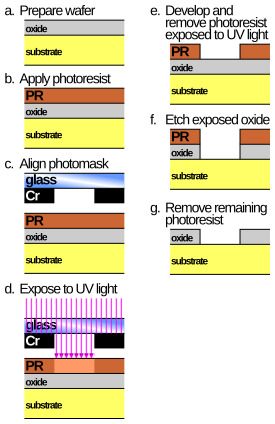 a. Prepare wafer
oxide
substrate
b. Apply photoresist
PR
oxide
substrate
c. Align photomask
glass
Cr
PR
oxide
substrate
d. Expose to UV light
glass
Cr
PR
oxide
substrate
e. Develop and
remove photoresist
exposed to UV light
PR
oxide
substrate
f. Etch exposed oxide
PR
oxide
substrate
g. Remove remaining
photoresist
oxide
substrate